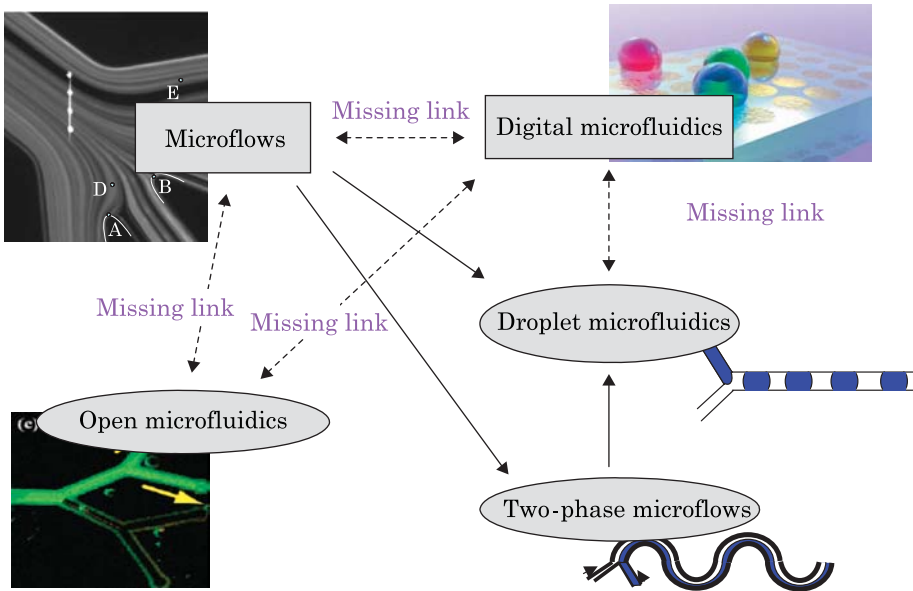 E
Missing link
Microflows
Digital microfluidics
D
B
A
Missing link
Missing link
Missing link
Droplet microfluidics
Open microfluidics
(c)
Two-phase microflows